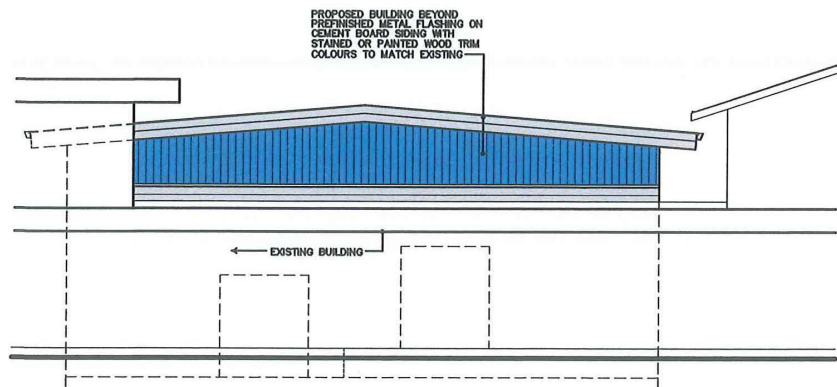 PROPOSED BUILDING BEYOND
PREFINISHED METAL FLASHING ON
CEMENT BOARD SIDING WITH
STAINED OR PAINTED WOOD TRIM
COLOURS TO MATCH EXISTING
EXISTING BUILDING